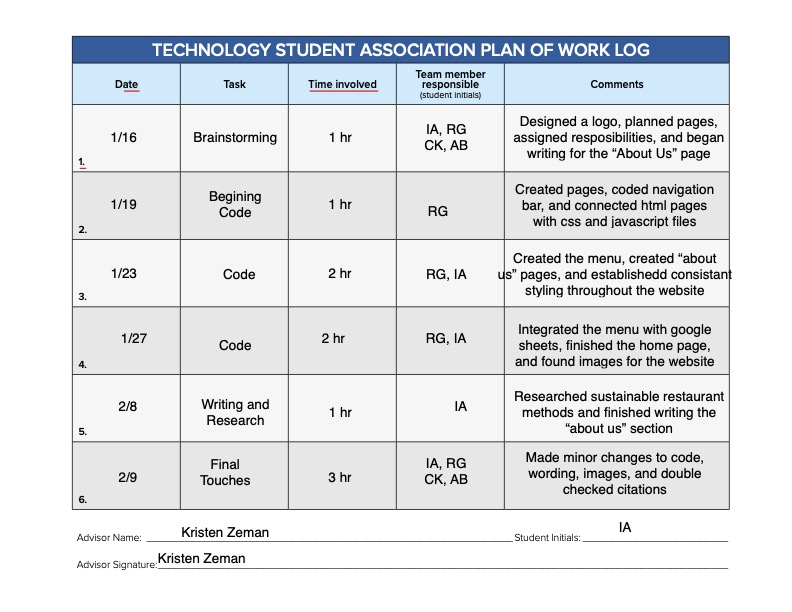 TECHNOLOGY STUDENT ASSOCIATION PLAN OF WORK LOG
Date
Task
Time involved
Team member
responsible
(student initials)
Comments
1.
1/16
Brainstorming
1 hr
IA, RG
CK, AB
Designed a logo, planned pages,
assigned resposibilities, and began
writing for the “About Us” page
2.
1/19
Begining
Code
1 hr
RG
Created pages, coded navigation
bar, and connected html pages
with css and javascript files
3.
1/23
Code
2 hr
RG, IA
Created the menu, created “about
us” pages, and establishedd consistant
styling throughout the website
4.
1/27
Code
2 hr
RG, IA
Integrated the menu with google
sheets, finished the home page,
and found images for the website
5.
2/8
Writing and
Research
1 hr
IA
Researched sustainable restaurant
methods and finished writing the
“about us” section
6.
2/9
Final
Touches
3 hr
IA, RG
CK, AB
Made minor changes to code,
wording, images, and double
checked citations
Advisor Name: Kristen Zeman
Student Initials: IA
Advisor Signature: Kristen Zeman